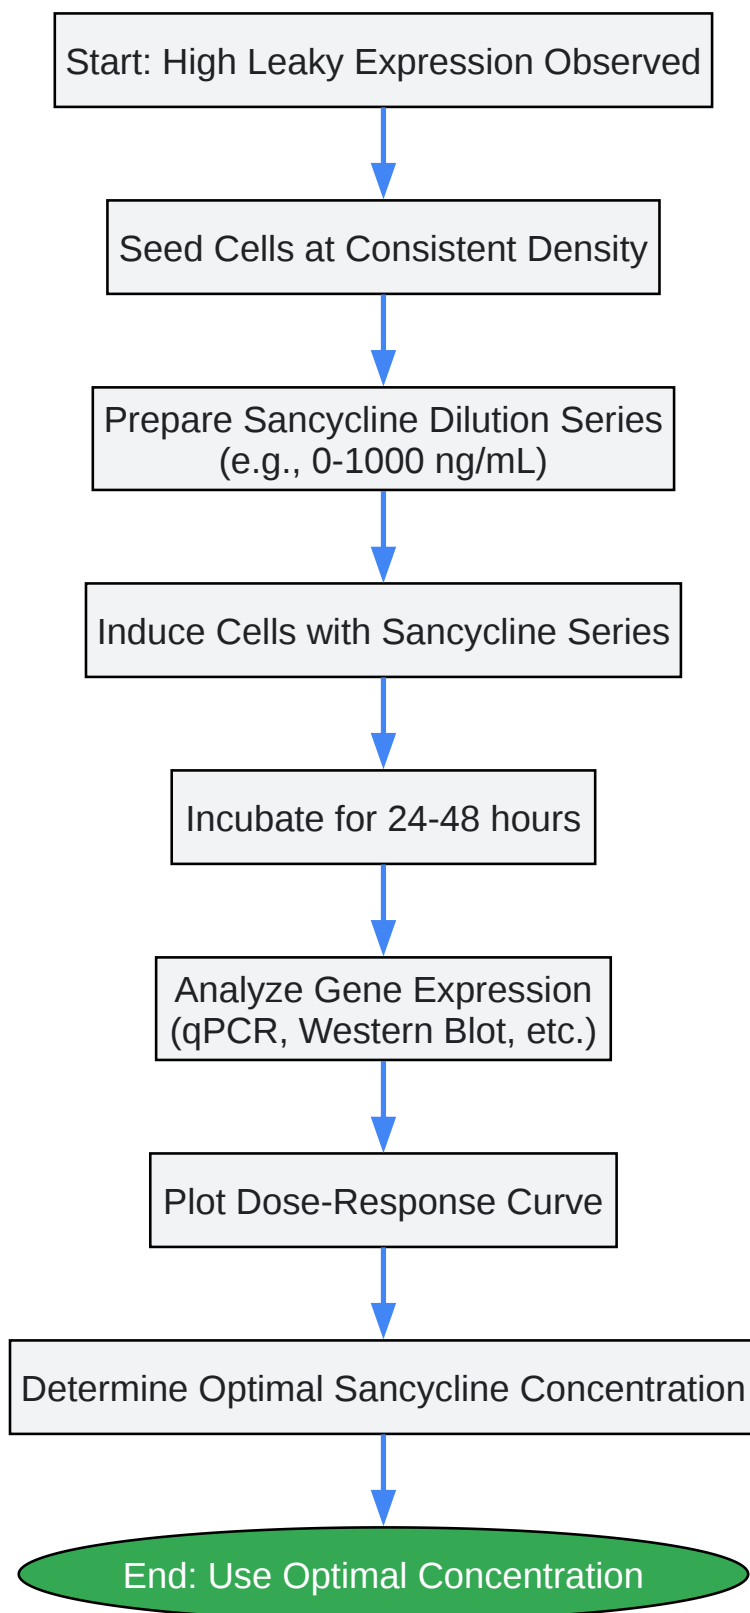 Start: High Leaky Expression Observed
Seed Cells at Consistent Density
Prepare Sancycline Dilution Series
(e.g., 0-1000 ng/mL)
Induce Cells with Sancycline Series
Incubate for 24-48 hours
Analyze Gene Expression
(qPCR, Western Blot, etc.)
Plot Dose-Response Curve
Determine Optimal Sancycline Concentration
End: Use Optimal Concentration